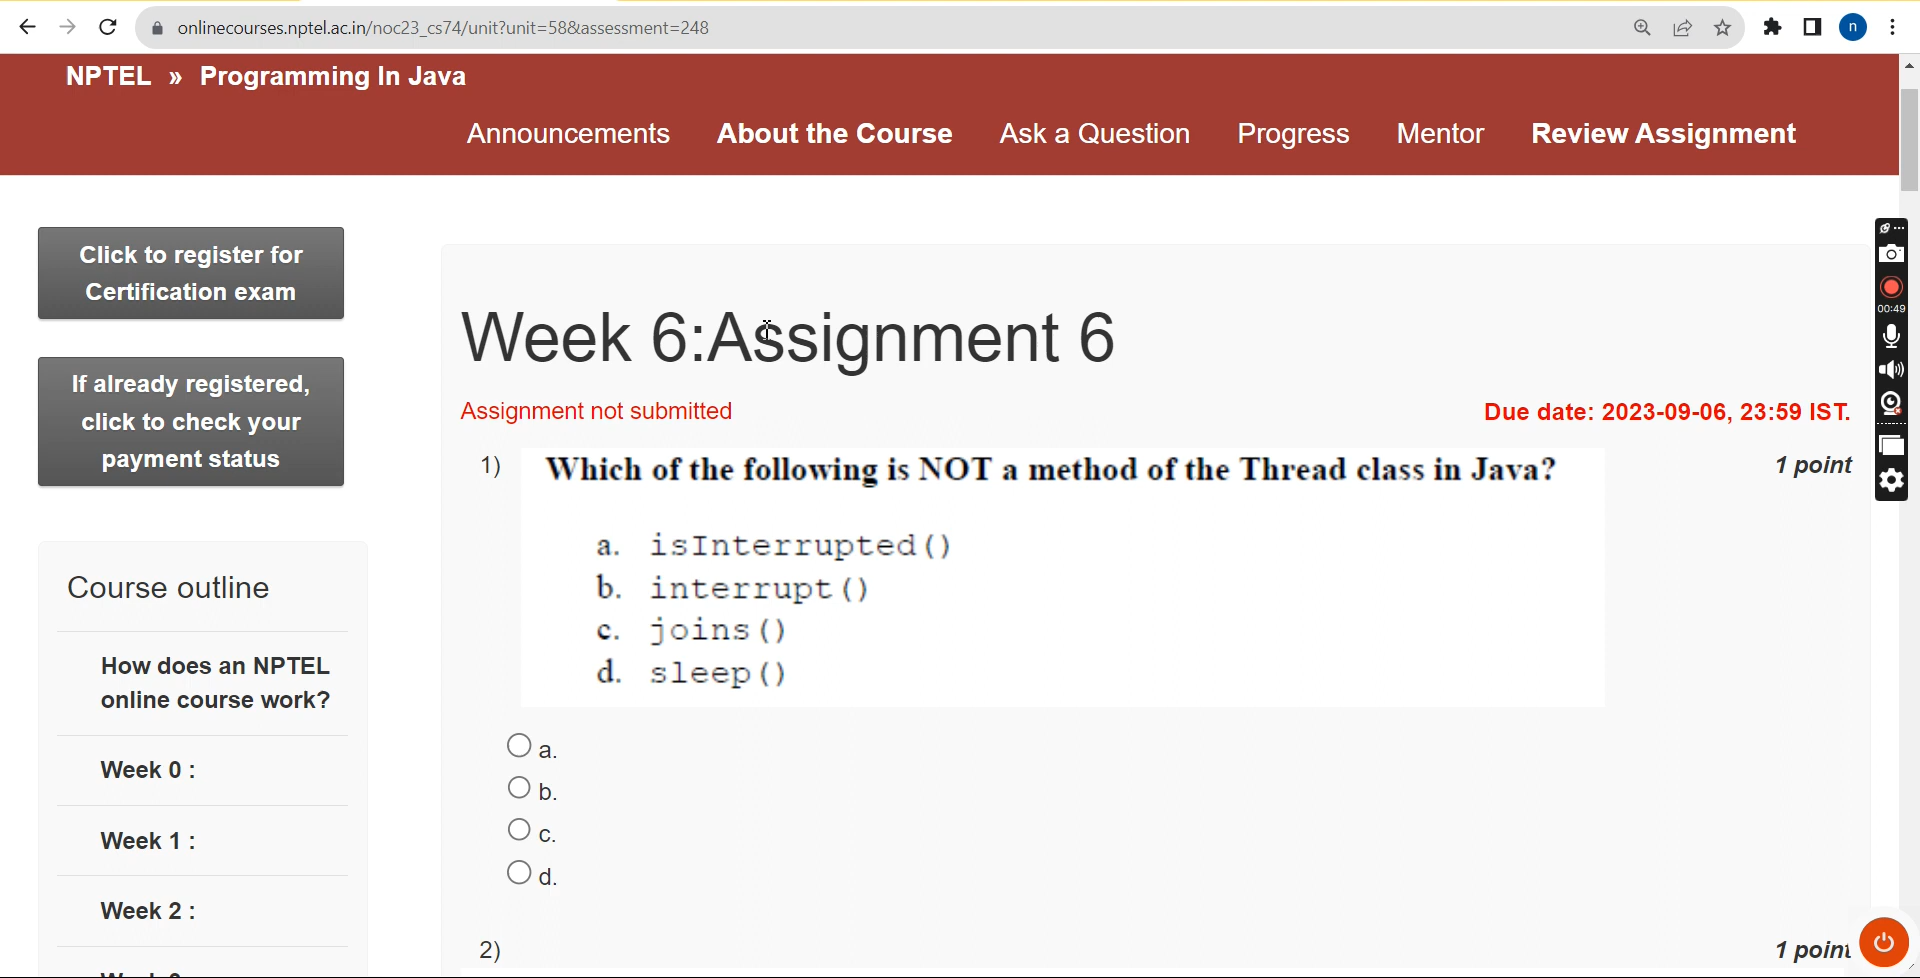 onlinecourses.nptel.ac.in/noc23_cs74/unit?unit=58&assessment=248
n
NPTEL » Programming In Java
Announcements About the Course Ask a Question Progress Mentor Review Assignment
Click to register for
Certification exam
If already registered,
click to check your
payment status
Course outline
How does an NPTEL
online course work?
Week 0 :
Week 1 :
Week 2 :
Week 6:Assignment 6
Assignment not submitted
Due date: 2023-09-06, 23:59 IST.
1) Which of the following is NOT a method of the Thread class in Java? 1 point
a. isInterrupted()
b. interrupt()
c. joins()
d. sleep()
a.
b.
c.
d.
2) 1 point
00:49